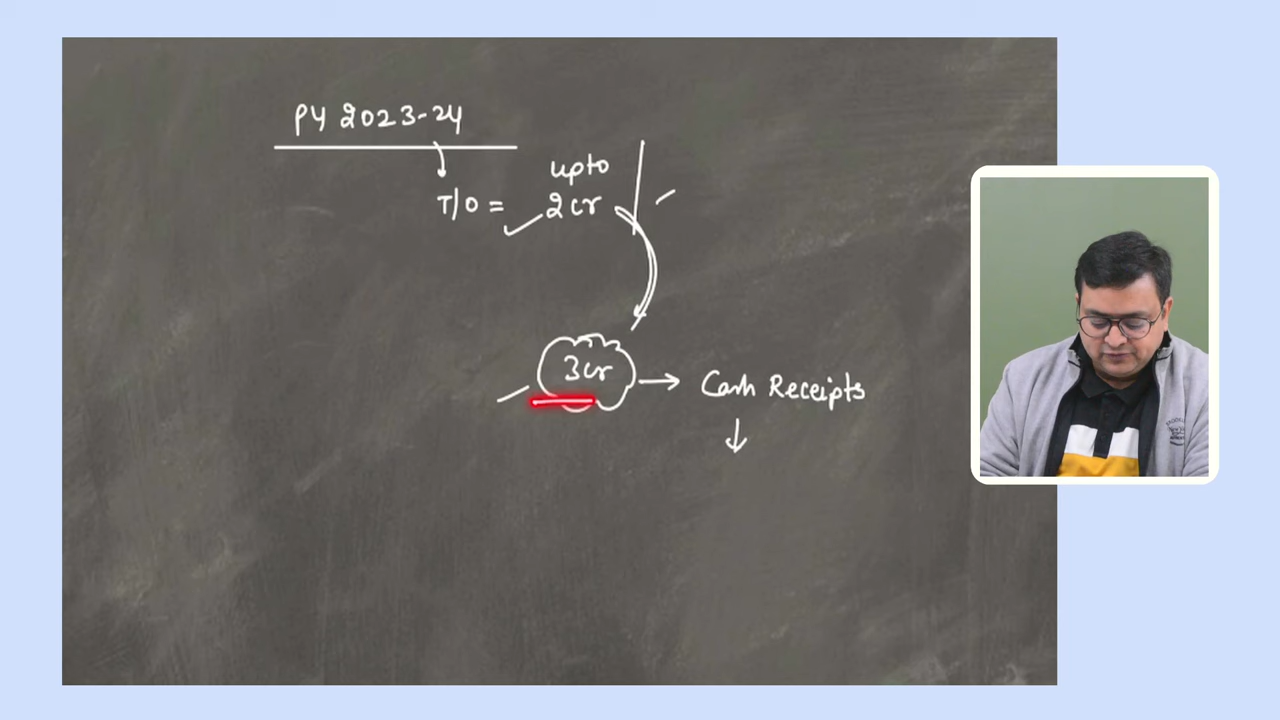 PY 2023-24
upto
T/O = 2cr
3cr → Cash Receipts